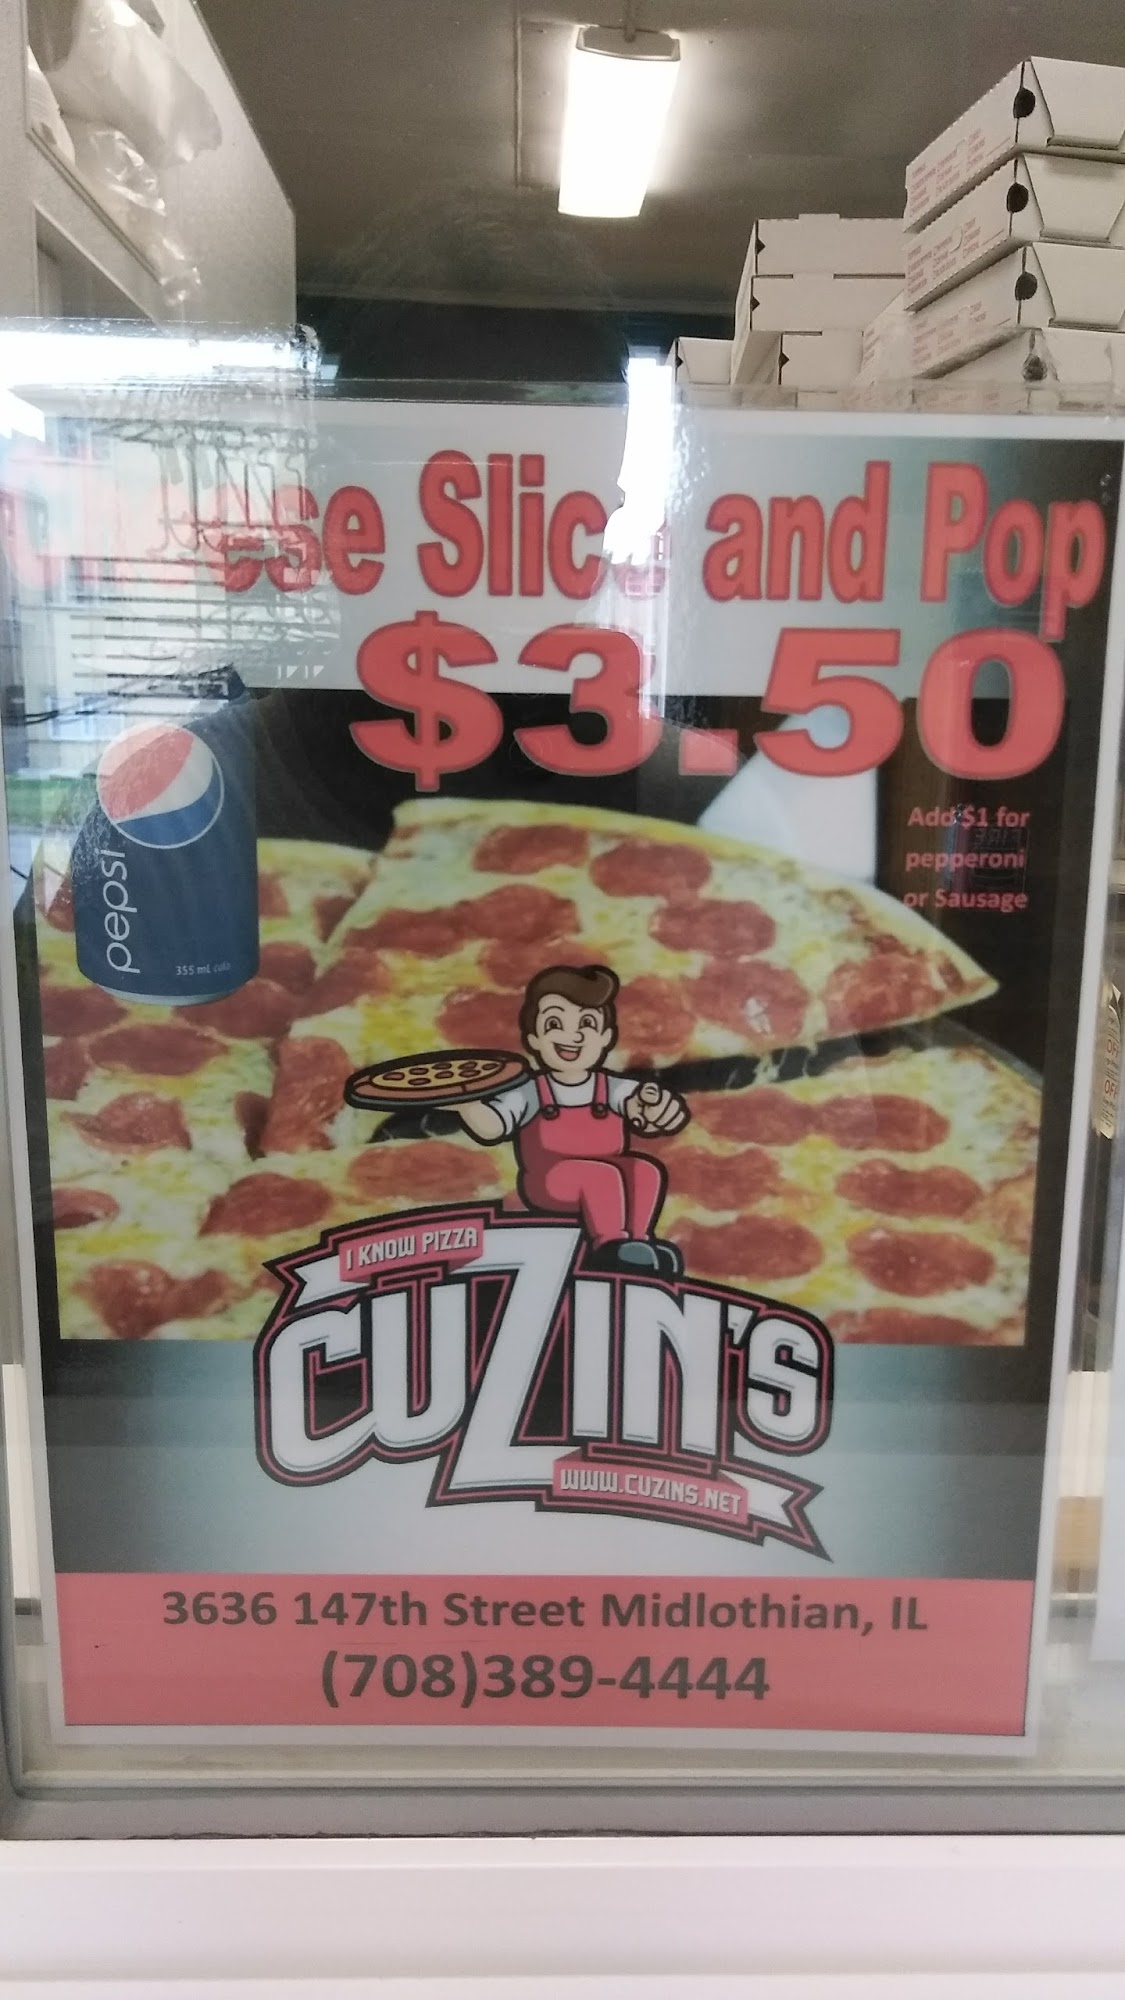 Cheese Slice and Pop
$3.50
Add $1 for
pepperoni
or Sausage
pepsi
355 mL
I KNOW PIZZA
CUZIN'S
WWW.CUZINS.NET
3636 147th Street Midlothian, IL
(708)389-4444